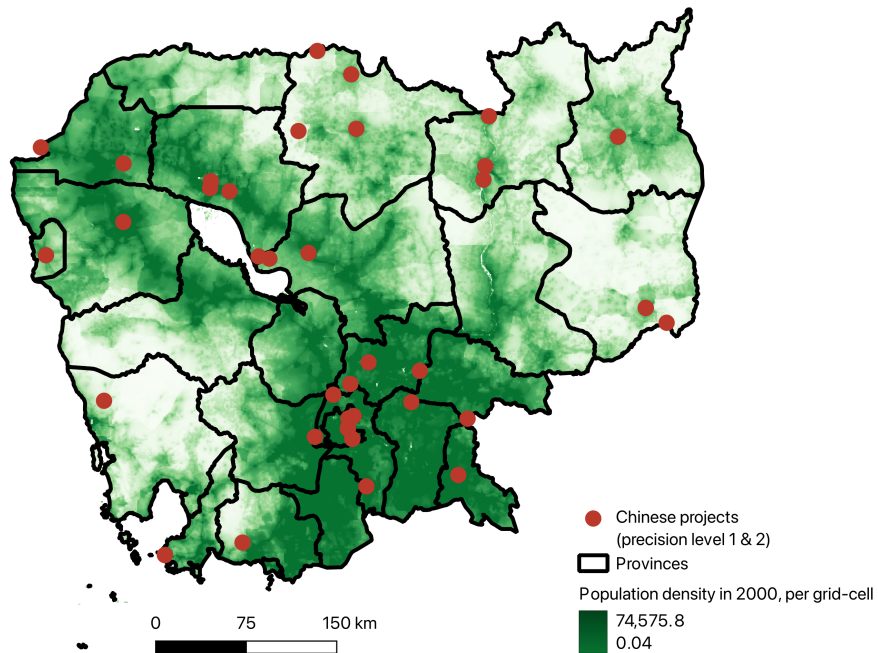 Chinese projects
(precision level 1 & 2)
Provinces
Population density in 2000, per grid-cell
74,575.8
0.04
0 75 150 km